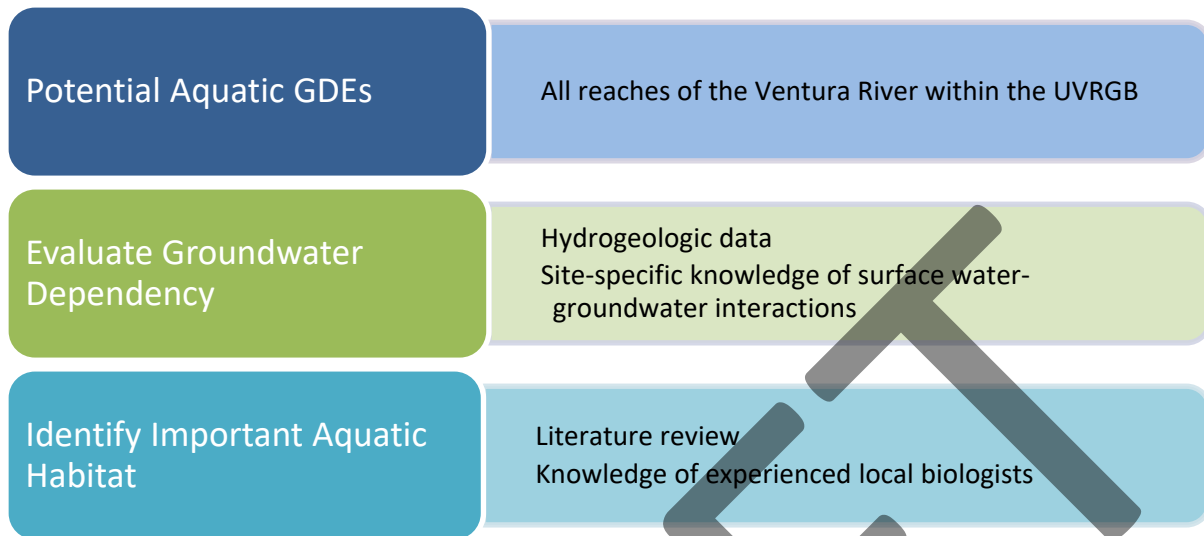 Potential Aquatic GDEs
All reaches of the Ventura River within the UVRGB
Evaluate Groundwater
Dependency
Hydrogeologic data
Site-specific knowledge of surface water-
groundwater interactions
Identify Important Aquatic
Habitat
Literature review
Knowledge of experienced local biologists